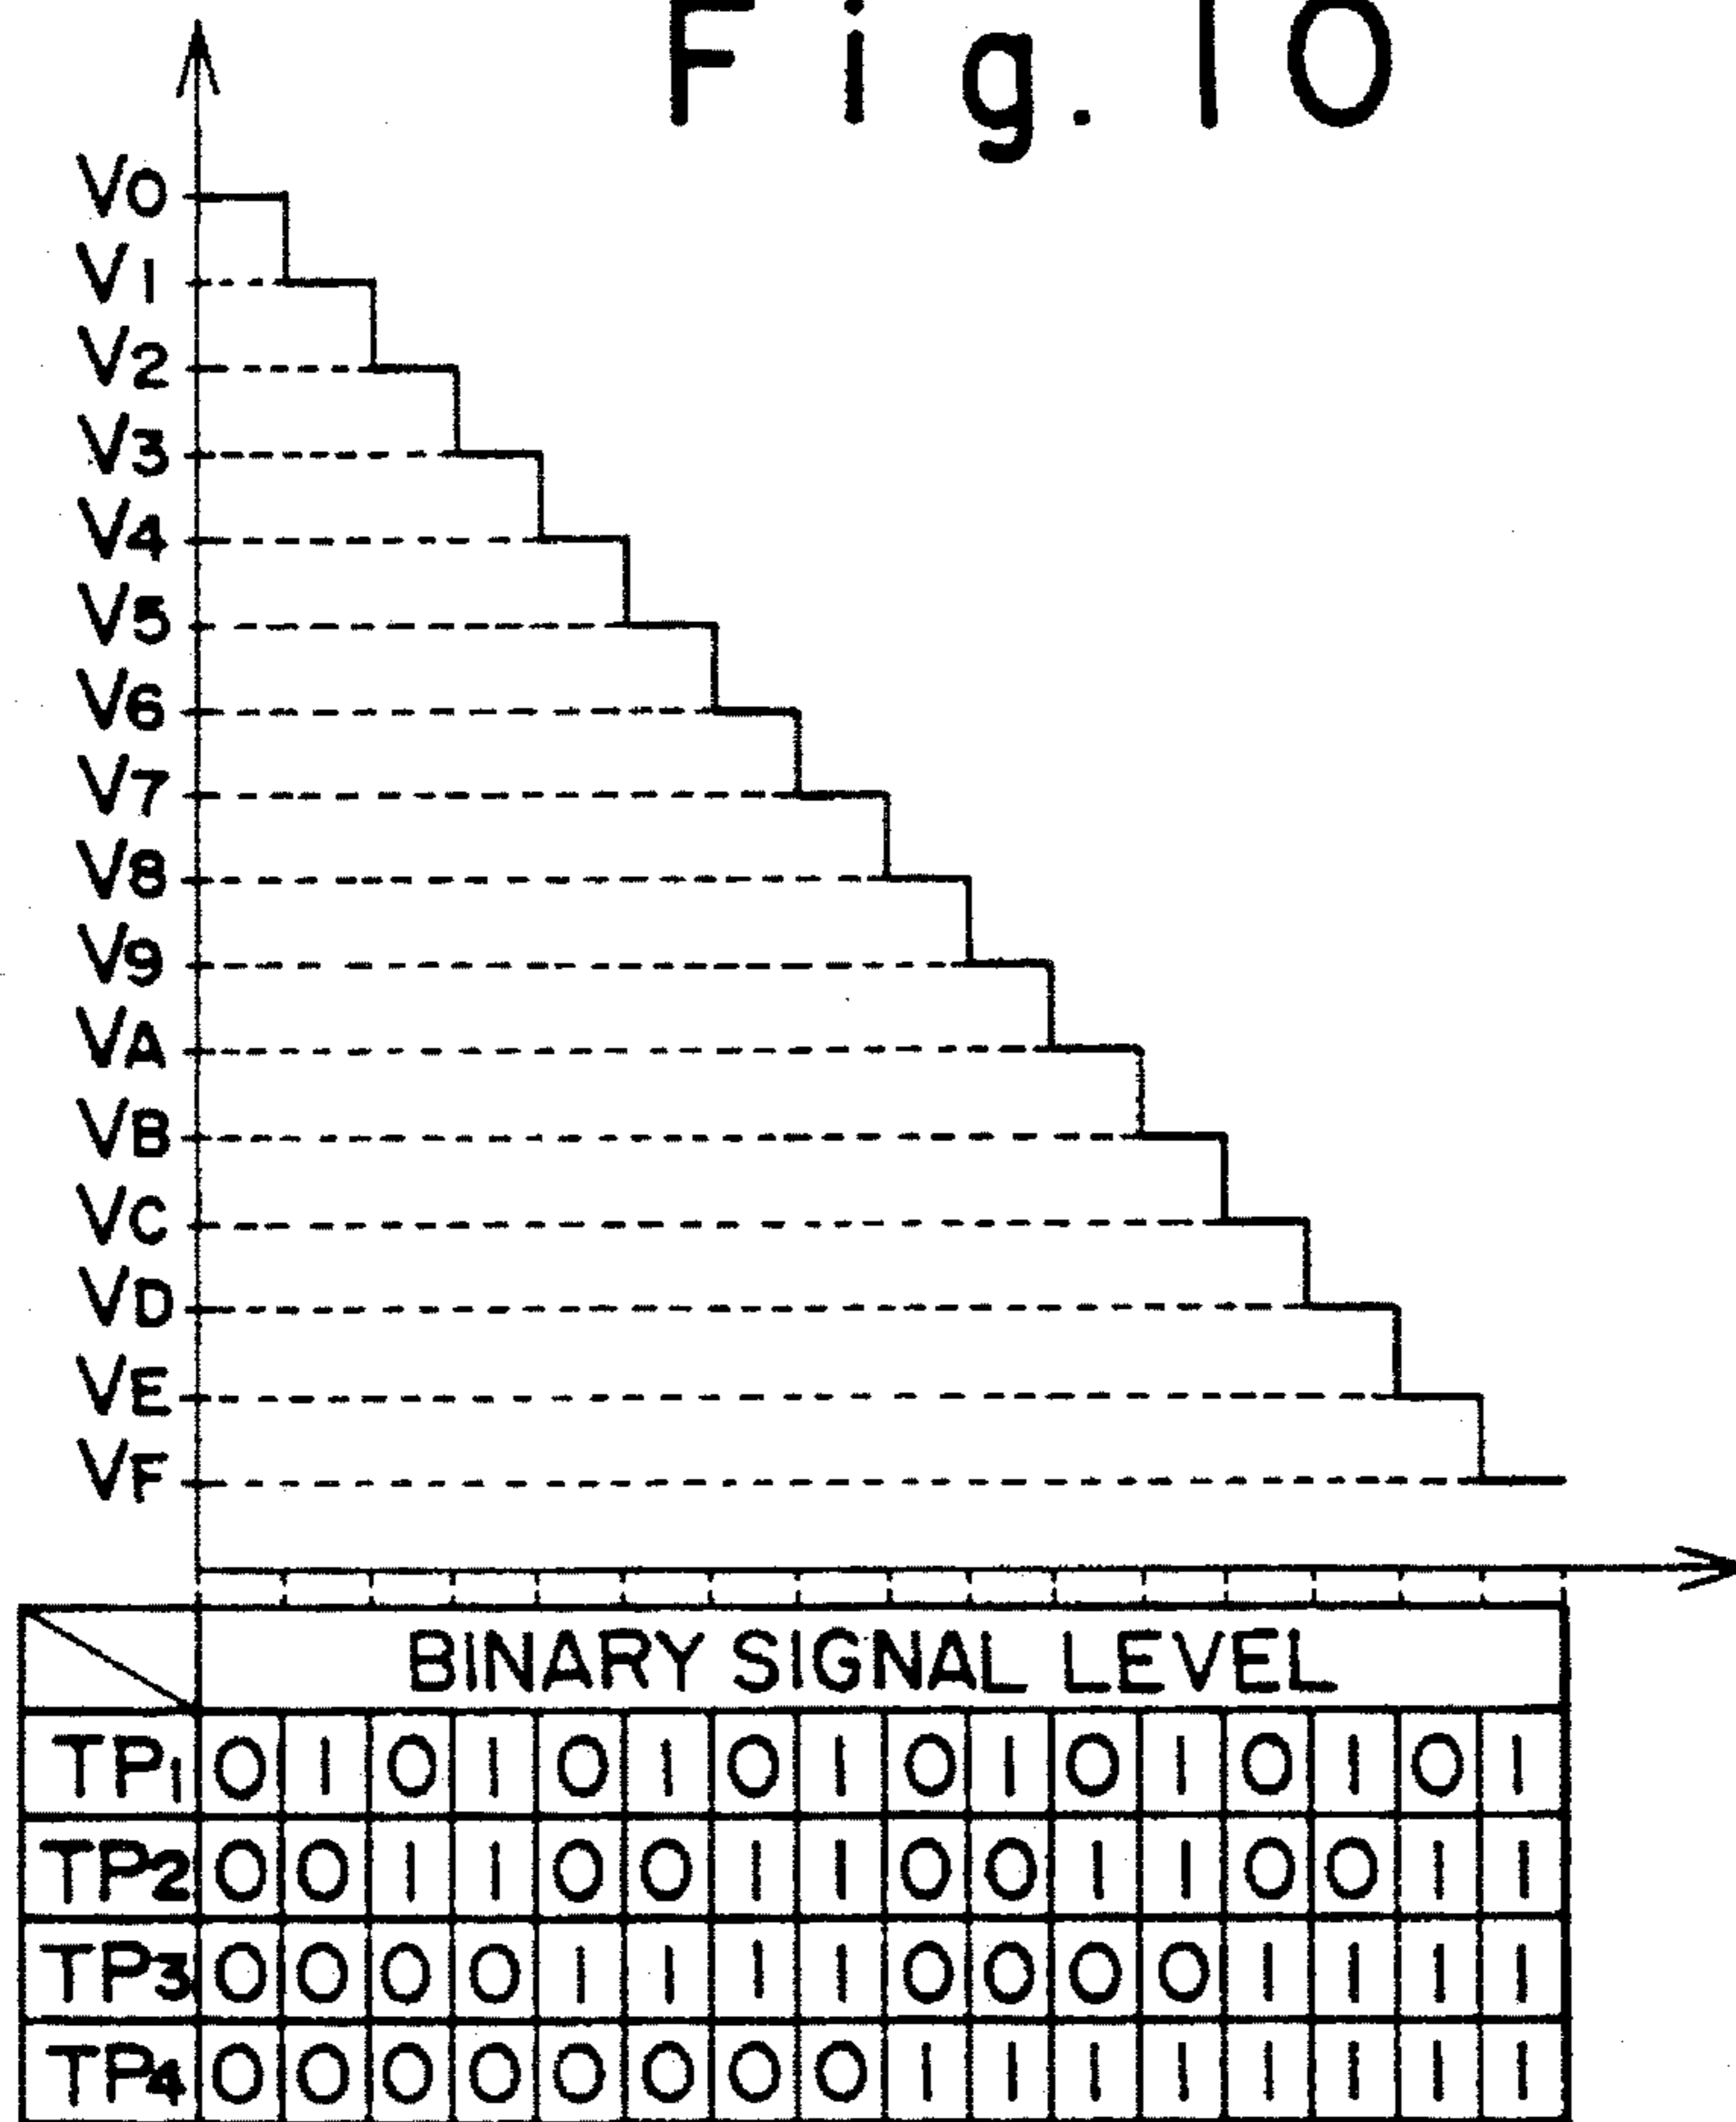 Fig. 10
V0
V1
V2
V3
V4
V5
V6
V7
V8
V9
VA
VB
VC
VD
VE
VF
BINARY SIGNAL LEVEL
TP1 0 1 0 1 0 1 0 1 0 1 0 1 0 1 0 1
TP2 0 0 1 1 0 0 1 1 0 0 1 1 0 0 1 1
TP3 0 0 0 0 1 1 1 1 0 0 0 0 1 1 1 1
TP4 0 0 0 0 0 0 0 0 1 1 1 1 1 1 1 1